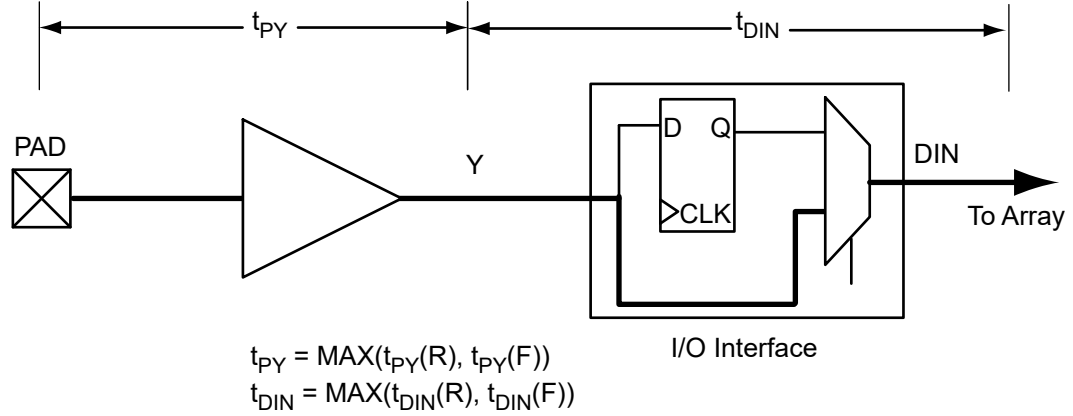 tPY
tDIN
PAD
Y
D Q
CLK
DIN
To Array
I/O Interface
tPY = MAX(tPY(R), tPY(F))
tDIN = MAX(tDIN(R), tDIN(F))